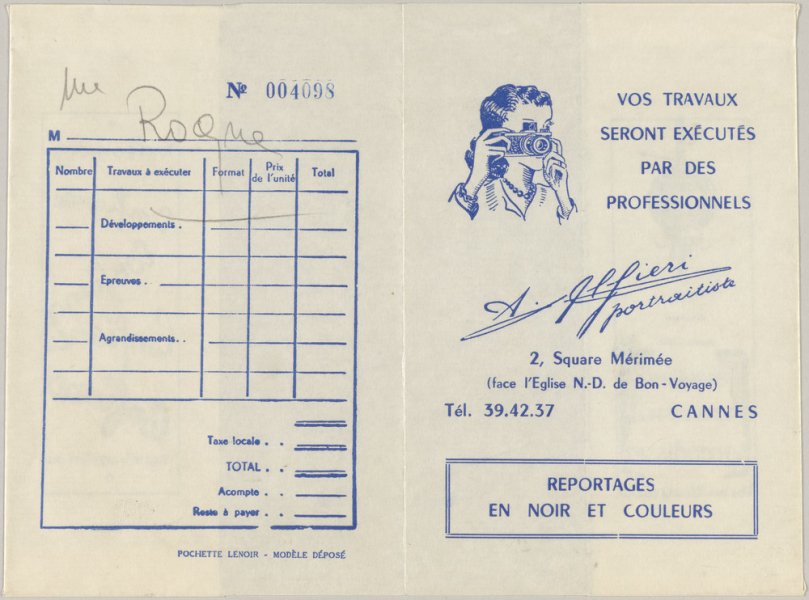 Mme
Nº 004098
M Roque
Nombre Travaux à exécuter Format Prix de l'unité Total
Développements .
Epreuves .
Agrandissements . .
Taxe locale . .
TOTAL . .
Acompte . .
Reste à payer . .
POCHETTE LENOIR - MODÈLE DÉPOSÉ
VOS TRAVAUX
SERONT EXÉCUTÉS
PAR DES
PROFESSIONNELS
A. Alfieri
portraitiste
2, Square Mérimée
(face l'Eglise N.-D. de Bon-Voyage)
Tél. 39.42.37 CANNES
REPORTAGES
EN NOIR ET COULEURS